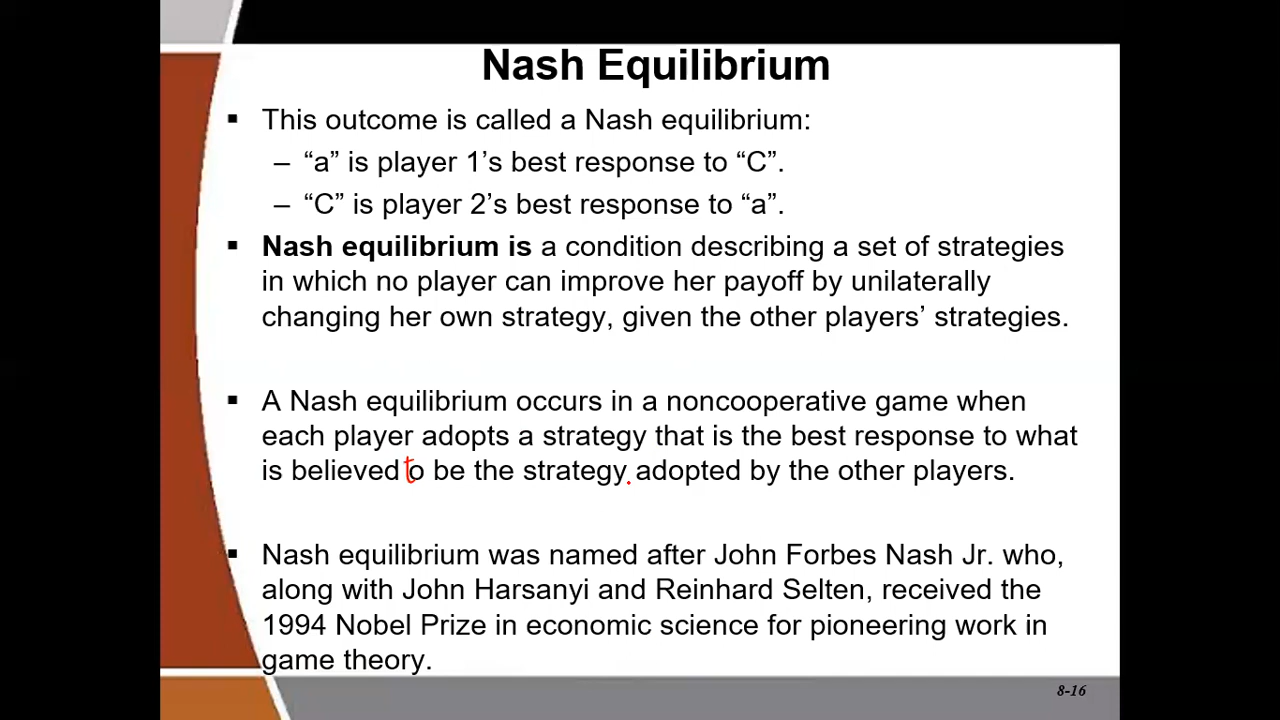 Nash Equilibrium
▪ This outcome is called a Nash equilibrium:
– “a” is player 1’s best response to “C”.
– “C” is player 2’s best response to “a”.
▪ Nash equilibrium is a condition describing a set of strategies
in which no player can improve her payoff by unilaterally
changing her own strategy, given the other players’ strategies.
▪ A Nash equilibrium occurs in a noncooperative game when
each player adopts a strategy that is the best response to what
is believed to be the strategy adopted by the other players.
▪ Nash equilibrium was named after John Forbes Nash Jr. who,
along with John Harsanyi and Reinhard Selten, received the
1994 Nobel Prize in economic science for pioneering work in
game theory.
8-16